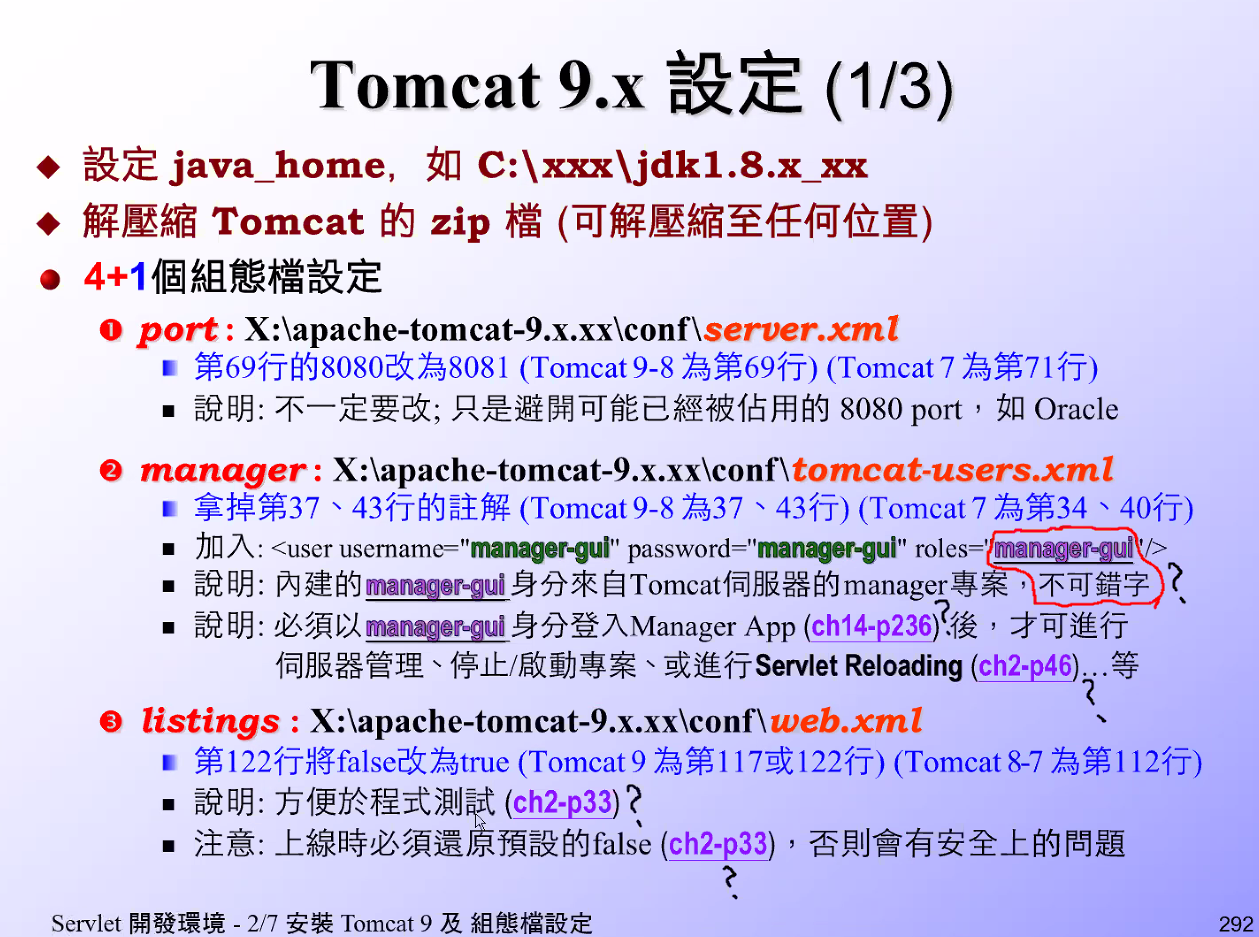 Tomcat 9.x 設定 (1/3)
設定 java_home, 如 C:\xxx\jdk1.8.x_xx
解壓縮 Tomcat 的 zip 檔 (可解壓縮至任何位置)
4+1個組態檔設定
❶ port : X:\apache-tomcat-9.x.xx\conf\server.xml
第69行的8080改為8081 (Tomcat 9-8 為第69行) (Tomcat 7 為第71行)
說明: 不一定要改; 只是避開可能已經被佔用的 8080 port，如 Oracle
❷ manager : X:\apache-tomcat-9.x.xx\conf\tomcat-users.xml
拿掉第37、43行的註解 (Tomcat 9-8 為37、43行) (Tomcat 7 為第34、40行)
加入: <user username="manager-gui" password="manager-gui" roles="manager-gui"/>
說明: 內建的manager-gui身分來自Tomcat伺服器的manager專案，不可錯字 ?
說明: 必須以manager-gui身分登入Manager App (ch14-p236)?後，才可進行
伺服器管理、停止/啟動專案、或進行Servlet Reloading (ch2-p46)…等
?
❸ listings : X:\apache-tomcat-9.x.xx\conf\web.xml
第122行將false改為true (Tomcat 9 為第117或122行) (Tomcat 8-7 為第112行)
說明: 方便於程式測試 (ch2-p33) ?
注意: 上線時必須還原預設的false (ch2-p33)，否則會有安全上的問題
?
Servlet 開發環境 - 2/7 安裝 Tomcat 9 及 組態檔設定
292